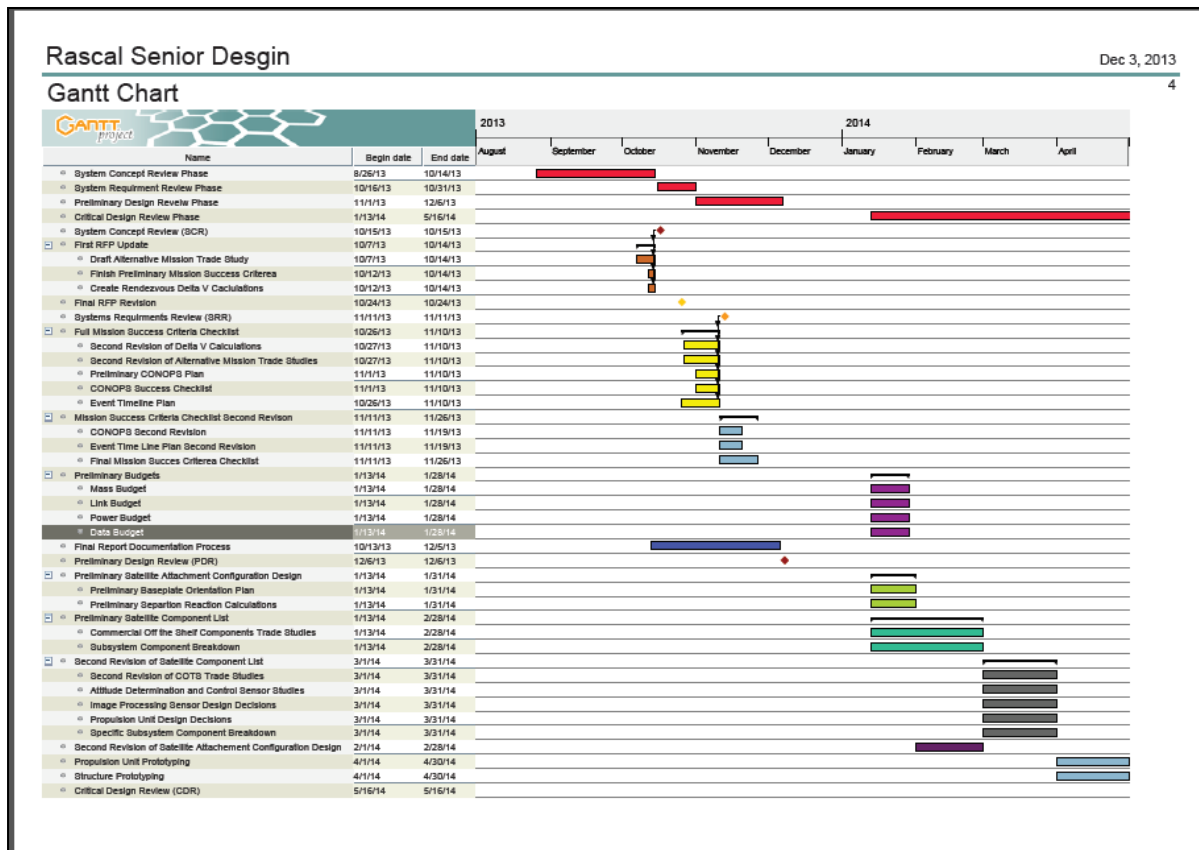 Rascal Senior Desgin
Dec 3, 2013
Gantt Chart
4
GANTT project
2013 2014
Name Begin date End date August September October November December January February March April
System Concept Review Phase 8/26/13 10/14/13
System Requirment Review Phase 10/16/13 10/31/13
Preliminary Design Reveiw Phase 11/1/13 12/6/13
Critical Design Review Phase 1/13/14 5/16/14
System Concept Review (SCR) 10/15/13 10/15/13
First RFP Update 10/7/13 10/14/13
Draft Alternative Mission Trade Study 10/7/13 10/14/13
Finish Preliminary Mission Success Criterea 10/12/13 10/14/13
Create Rendezvous Delta V Caclulations 10/12/13 10/14/13
Final RFP Revision 10/24/13 10/24/13
Systems Requirments Review (SRR) 11/11/13 11/11/13
Full Mission Success Criteria Checklist 10/26/13 11/10/13
Second Revision of Delta V Calculations 10/27/13 11/10/13
Second Revision of Alternative Mission Trade Studies 10/27/13 11/10/13
Preliminary CONOPS Plan 11/1/13 11/10/13
CONOPS Success Checklist 11/1/13 11/10/13
Event Timeline Plan 10/26/13 11/10/13
Mission Success Criteria Checklist Second Revison 11/11/13 11/26/13
CONOPS Second Revision 11/11/13 11/19/13
Event Time Line Plan Second Revision 11/11/13 11/19/13
Final Mission Succes Criterea Checklist 11/11/13 11/26/13
Preliminary Budgets 1/13/14 1/28/14
Mass Budget 1/13/14 1/28/14
Link Budget 1/13/14 1/28/14
Power Budget 1/13/14 1/28/14
Data Budget 1/13/14 1/28/14
Final Report Documentation Process 10/13/13 12/5/13
Preliminary Design Review (PDR) 12/6/13 12/6/13
Preliminary Satellite Attachment Configuration Design 1/13/14 1/31/14
Preliminary Baseplate Orientation Plan 1/13/14 1/31/14
Preliminary Separtion Reaction Calculations 1/13/14 1/31/14
Preliminary Satellite Component List 1/13/14 2/28/14
Commercial Off the Shelf Components Trade Studies 1/13/14 2/28/14
Subsystem Component Breakdown 1/13/14 2/28/14
Second Revision of Satellite Component List 3/1/14 3/31/14
Second Revision of COTS Trade Studies 3/1/14 3/31/14
Attitude Determination and Control Sensor Studies 3/1/14 3/31/14
Image Processing Sensor Design Decisions 3/1/14 3/31/14
Propulsion Unit Design Decisions 3/1/14 3/31/14
Specific Subsystem Component Breakdown 3/1/14 3/31/14
Second Revision of Satellite Attachement Configuration Design 2/1/14 2/28/14
Propulsion Unit Prototyping 4/1/14 4/30/14
Structure Prototyping 4/1/14 4/30/14
Critical Design Review (CDR) 5/16/14 5/16/14